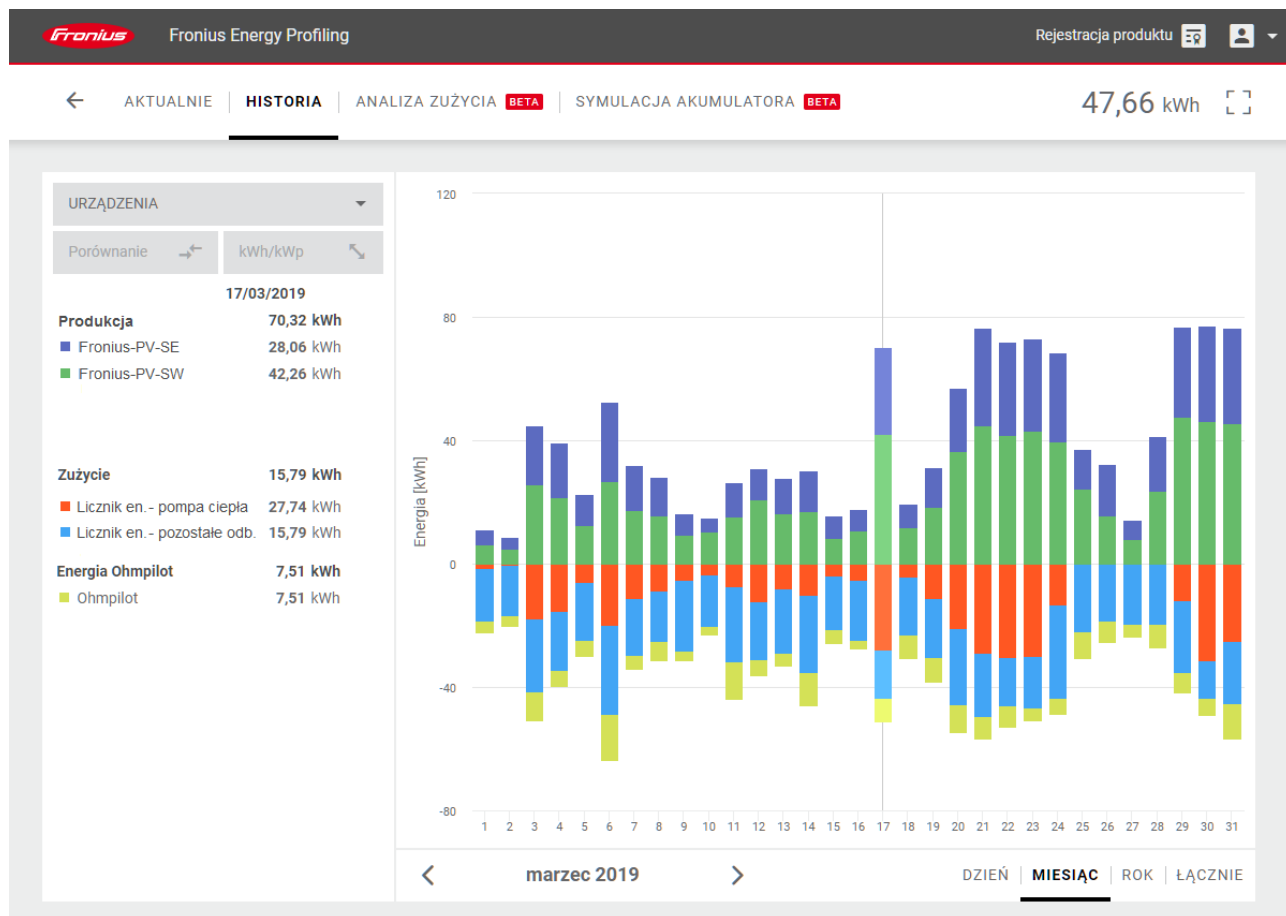 Fronius Fronius Energy Profiling Rejestracja produktu
AKTUALNIE HISTORIA ANALIZA ZUŻYCIA BETA SYMULACJA AKUMULATORA BETA 47,66 kWh
URZĄDZENIA
Porównanie kWh/kWp
17/03/2019
Produkcja 70,32 kWh
Fronius-PV-SE 28,06 kWh
Fronius-PV-SW 42,26 kWh
Zużycie 15,79 kWh
Licznik en.- pompa ciepła 27,74 kWh
Licznik en.- pozostałe odb. 15,79 kWh
Energia Ohmpilot 7,51 kWh
Ohmpilot 7,51 kWh
Energia [kWh]
120
80
40
0
-40
-80
1 2 3 4 5 6 7 8 9 10 11 12 13 14 15 16 17 18 19 20 21 22 23 24 25 26 27 28 29 30 31
marzec 2019 DZIEŃ MIESIĄC ROK ŁĄCZNIE